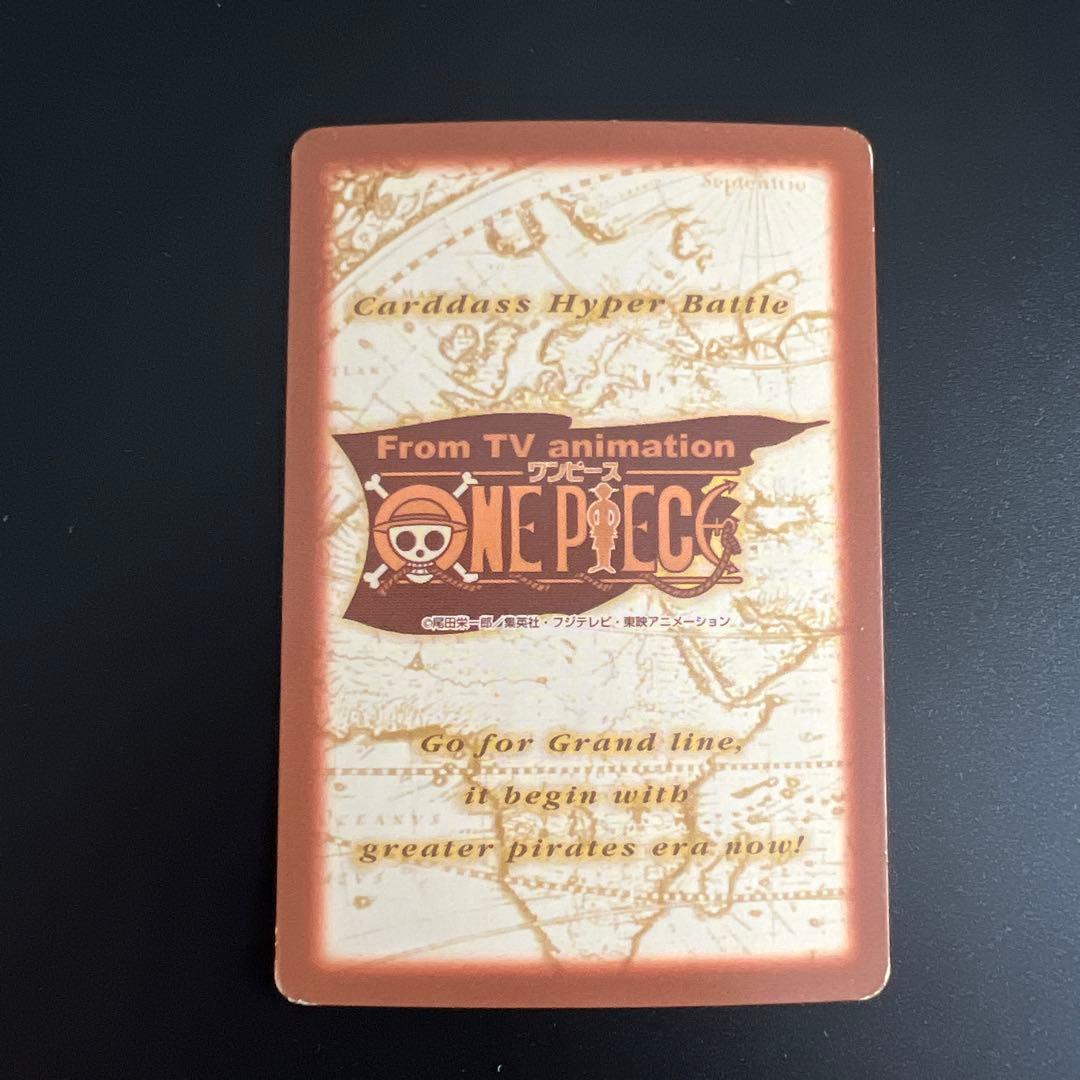 Carddass Hyper Battle
From TV animation
ワンピース
ONE PIECE
©尾田栄一郎/集英社・フジテレビ・東映アニメーション
Go for Grand line,
it begin with
greater pirates era now!